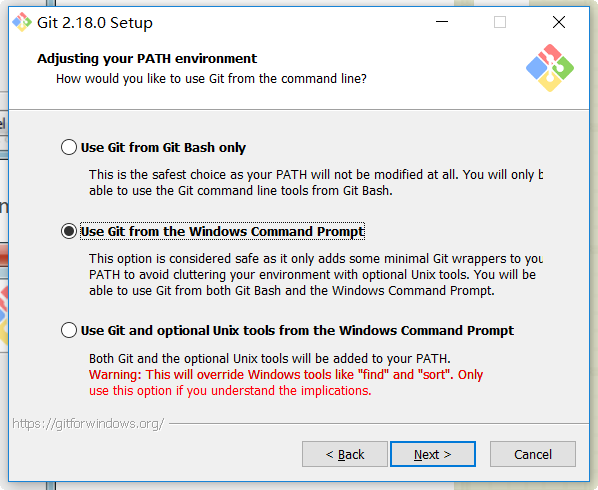 Git 2.18.0 Setup
Adjusting your PATH environment
How would you like to use Git from the command line?
Use Git from Git Bash only
This is the safest choice as your PATH will not be modified at all. You will only b
able to use the Git command line tools from Git Bash.
Use Git from the Windows Command Prompt
This option is considered safe as it only adds some minimal Git wrappers to you
PATH to avoid cluttering your environment with optional Unix tools. You will be
able to use Git from both Git Bash and the Windows Command Prompt.
Use Git and optional Unix tools from the Windows Command Prompt
Both Git and the optional Unix tools will be added to your PATH.
Warning: This will override Windows tools like "find" and "sort". Only
use this option if you understand the implications.
https://gitforwindows.org/
< Back
Next >
Cancel